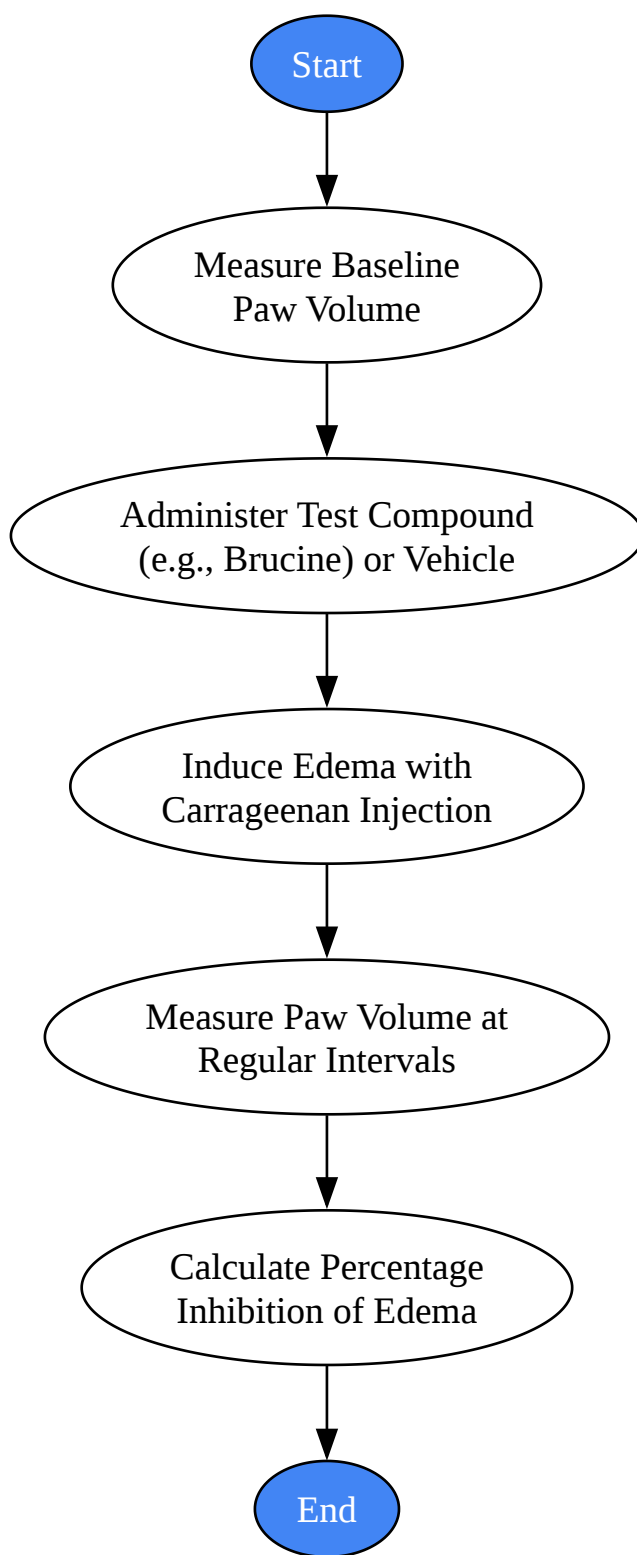 Start
Measure Baseline
Paw Volume
Administer Test Compound
(e.g., Brucine) or Vehicle
Induce Edema with
Carrageenan Injection
Measure Paw Volume at
Regular Intervals
Calculate Percentage
Inhibition of Edema
End